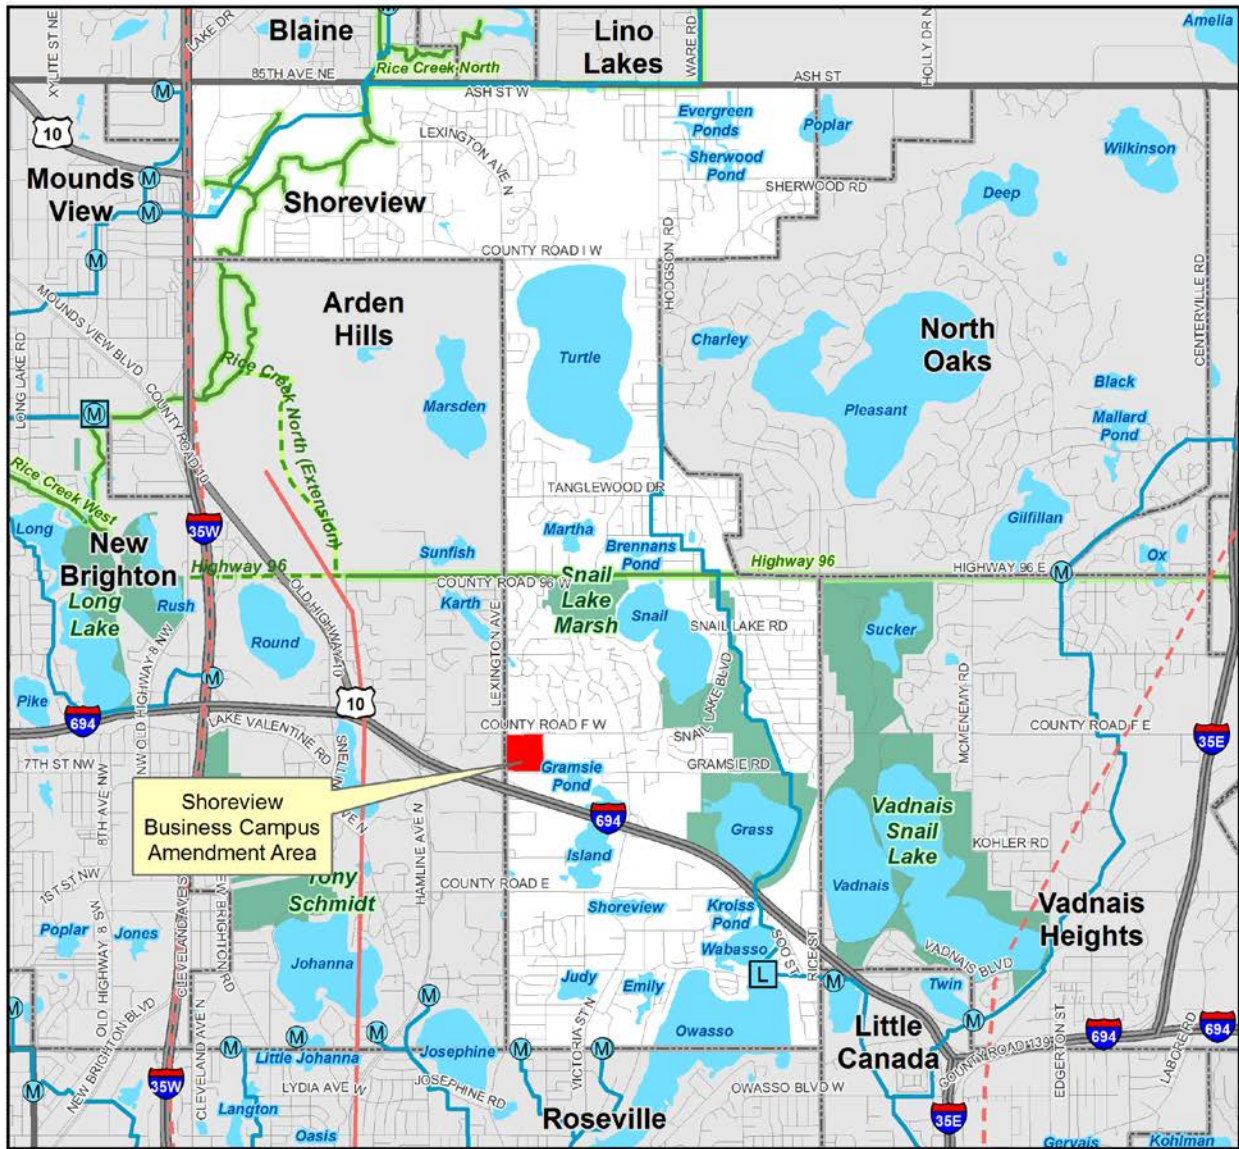 Blaine
Lino
Lakes
Amelia
XYLITE ST NE
LAKE DR
WARE RD
HOLLY DR N
Rice Creek North
85TH AVE NE
ASH ST
ASH ST W
M
10
Evergreen
Ponds
Poplar
Wilkinson
LEXINGTON AVE N
Sherwood
Pond
Mounds
View
M
M
Shoreview
SHERWOOD RD
Deep
M
COUNTY ROAD I W
HODGSON RD
CENTERVILLE RD
MOUNDS VIEW BLVD
Arden
Hills
Turtle
Charley
North
Oaks
LONG LAKE RD
COUNTY ROAD 10
Rice Creek North (Extension)
Marsden
Pleasant
Black
Mallard
Pond
M
Rice Creek West
TANGLEWOOD DR
Long
35W
Martha
Gilfillan
New
Brighton
Sunfish
Brennans
Pond
Ox
Highway 96
Highway 96
HIGHWAY 96 E
M
COUNTY ROAD 96 W
Snail
Lake
Marsh
Long
Lake
Rush
OLD HIGHWAY 10
Karth
LEXINGTON AVE
Snail
SNAIL LAKE RD
Sucker
Round
OLD HIGHWAY 8 NW
SNAIL LAKE BLVD
MCMENEMY RD
M
Pike
694
10
LAKE VALENTINE RD
COUNTY ROAD F W
SNAIL LAKE BLVD
COUNTY ROAD F E
35E
7TH ST NW
8TH AVE NW
Gramsie
Pond
GRAMSIE RD
Shoreview
Business Campus
Amendment Area
HAMLINE AVE N
694
Grass
Vadnais
Snail
Lake
Island
KOHLER RD
1ST ST NW
CLEVELAND AVE S
COUNTY ROAD E
Vadnais
Tony
Schmidt
Shoreview
Kroiss
Pond
Vadnais
Heights
Poplar
Jones
OLD HIGHWAY 8 SW
Wabasso
SOO ST
RICE ST
VADNAIS BLVD
Johanna
Judy
Emily
L
M
Twin
M
M
NEW BRIGHTON BLVD
CLEVELAND AVE N
VICTORIA ST N
Owasso
Little
Canada
M
M
M
M
M
M
Little Johanna
Josephine
COUNTY ROAD 139
694
694
EDGERTON ST
LABORE RD
35W
M
LYDIA AVE W
JOSEPHINE RD
OWASSO BLVD W
Langton
Roseville
35E
Oasis
Gervais
Kohlman